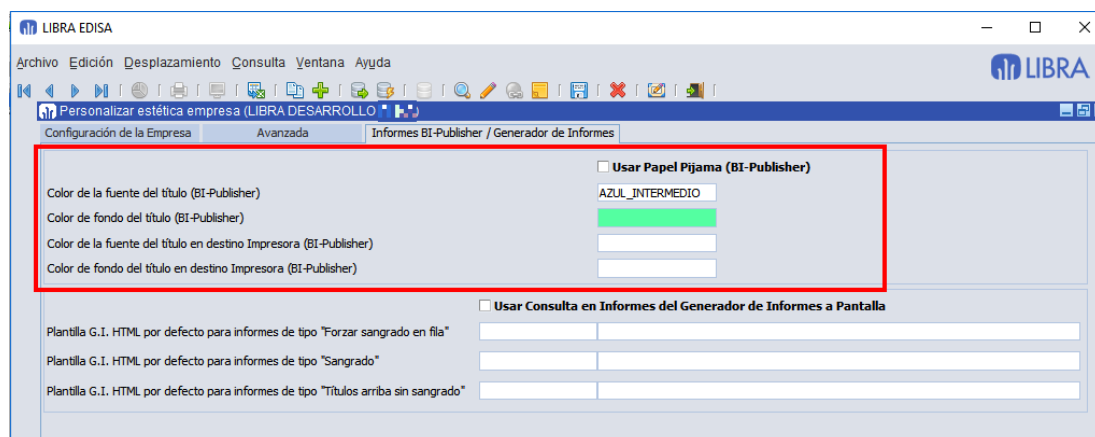 LIBRA EDISA
Archivo Edición Desplazamiento Consulta Ventana Ayuda
LIBRA
Personalizar estética empresa (LIBRA DESARROLLO
Configuración de la Empresa Avanzada Informes BI-Publisher / Generador de Informes
Usar Papel Pijama (BI-Publisher)
Color de la fuente del título (BI-Publisher) AZUL_INTERMEDIO
Color de fondo del título (BI-Publisher)
Color de la fuente del título en destino Impresora (BI-Publisher)
Color de fondo del título en destino Impresora (BI-Publisher)
Usar Consulta en Informes del Generador de Informes a Pantalla
Plantilla G.I. HTML por defecto para informes de tipo "Forzar sangrado en fila"
Plantilla G.I. HTML por defecto para informes de tipo "Sangrado"
Plantilla G.I. HTML por defecto para informes de tipo "Títulos arriba sin sangrado"